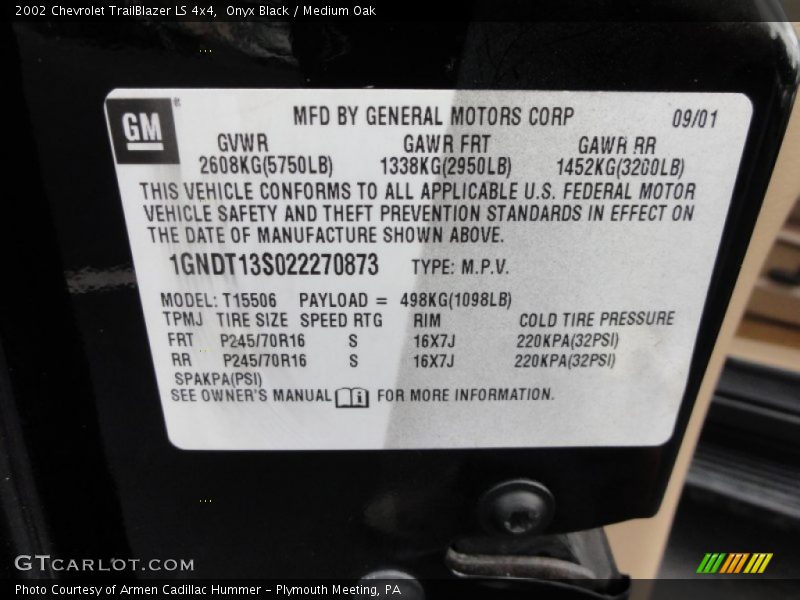 2002 Chevrolet TrailBlazer LS 4x4, Onyx Black / Medium Oak
GM
MFD BY GENERAL MOTORS CORP 09/01
GVWR GAWR FRT GAWR RR
2608KG(5750LB) 1338KG(2950LB) 1452KG(3200LB)
THIS VEHICLE CONFORMS TO ALL APPLICABLE U.S. FEDERAL MOTOR
VEHICLE SAFETY AND THEFT PREVENTION STANDARDS IN EFFECT ON
THE DATE OF MANUFACTURE SHOWN ABOVE.
1GNDT13S022270873 TYPE: M.P.V.
MODEL: T15506 PAYLOAD = 498KG(1098LB)
TPMJ TIRE SIZE SPEED RTG RIM COLD TIRE PRESSURE
FRT P245/70R16 S 16X7J 220KPA(32PSI)
RR P245/70R16 S 16X7J 220KPA(32PSI)
SPAKPA(PSI)
SEE OWNER'S MANUAL i FOR MORE INFORMATION.
GTCARLOT.COM
Photo Courtesy of Armen Cadillac Hummer - Plymouth Meeting, PA